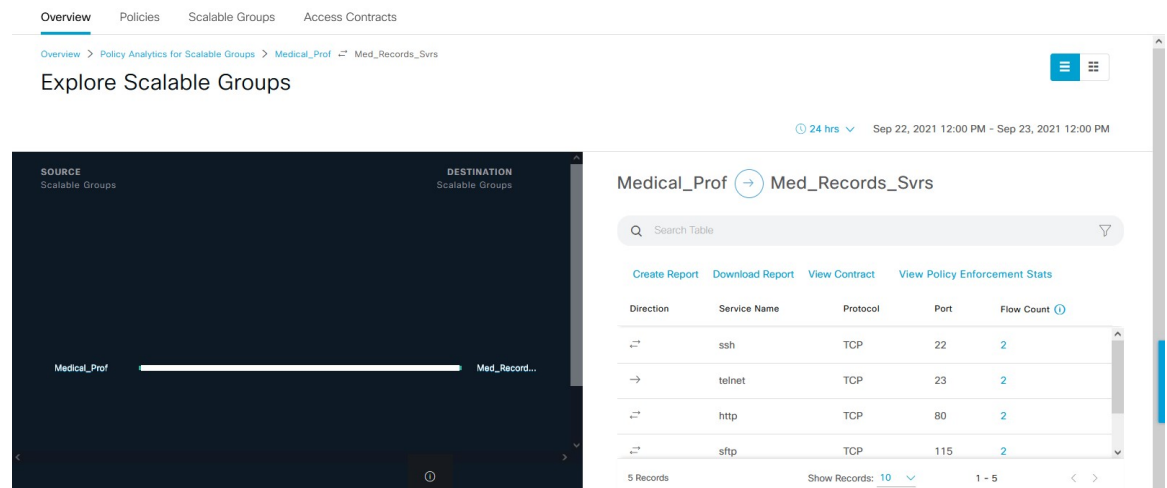 Overview Policies Scalable Groups Access Contracts
Overview > Policy Analytics for Scalable Groups > Medical_Prof ⇄ Med_Records_Svrs
Explore Scalable Groups
24 hrs Sep 22, 2021 12:00 PM - Sep 23, 2021 12:00 PM
SOURCE
Scalable Groups
DESTINATION
Scalable Groups
Medical_Prof Med_Record...
Medical_Prof → Med_Records_Svrs
Search Table
Create Report Download Report View Contract View Policy Enforcement Stats
Direction Service Name Protocol Port Flow Count
⇄ ssh TCP 22 2
→ telnet TCP 23 2
⇄ http TCP 80 2
⇄ sftp TCP 115 2
5 Records Show Records: 10 1 - 5 < >